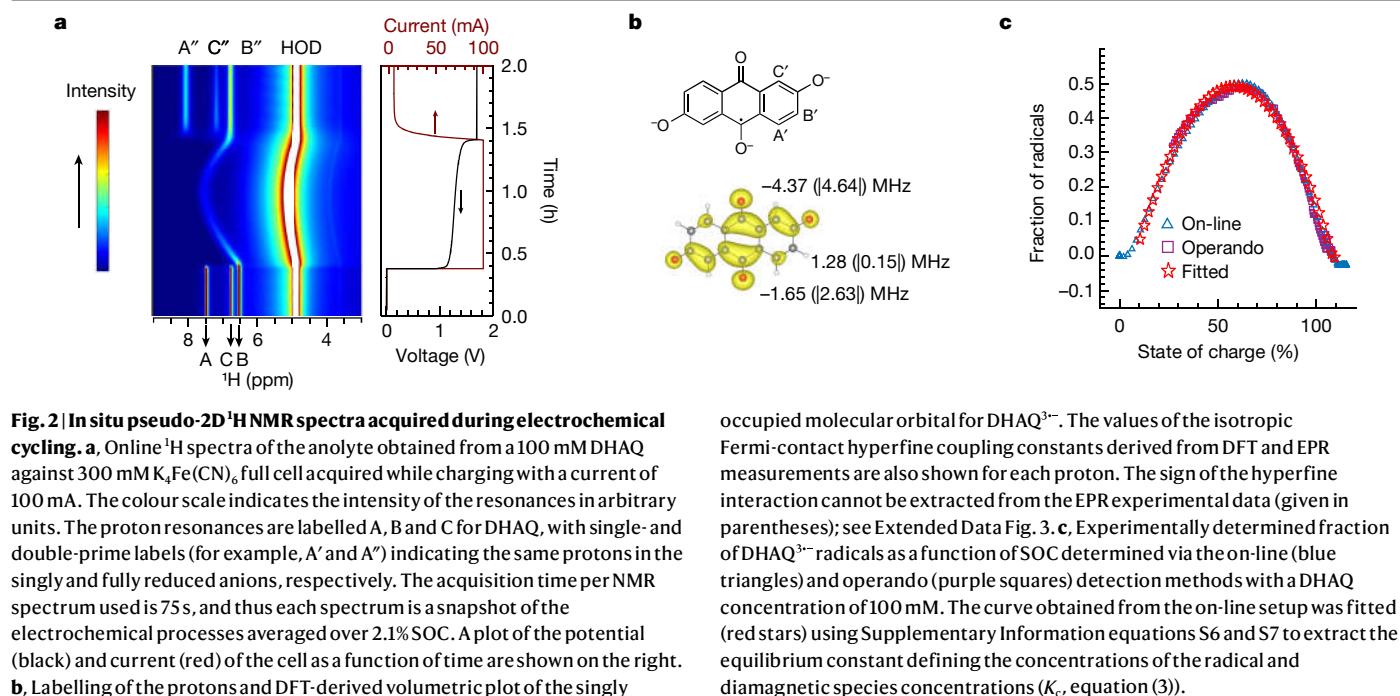 a
b
c
A″ C″ B″ HOD
Intensity
8 6 4
A C B
¹H (ppm)
Current (mA)
0 50 100
2.0
1.5
1.0
0.5
0.0
Time (h)
0 1 2
Voltage (V)
O
C′
O⁻
B′
A′
⁻O
O⁻
–4.37 (|4.64|) MHz
1.28 (|0.15|) MHz
–1.65 (|2.63|) MHz
Fraction of radicals
0.5
0.4
0.3
0.2
0.1
0.0
–0.1
On-line
Operando
Fitted
0 50 100
State of charge (%)
Fig. 2 | In situ pseudo-2D ¹H NMR spectra acquired during electrochemical
cycling. a, Online ¹H spectra of the anolyte obtained from a 100 mM DHAQ
against 300 mM K₄Fe(CN)₆ full cell acquired while charging with a current of
100 mA. The colour scale indicates the intensity of the resonances in arbitrary
units. The proton resonances are labelled A, B and C for DHAQ, with single- and
double-prime labels (for example, A′ and A″) indicating the same protons in the
singly and fully reduced anions, respectively. The acquisition time per NMR
spectrum used is 75 s, and thus each spectrum is a snapshot of the
electrochemical processes averaged over 2.1% SOC. A plot of the potential
(black) and current (red) of the cell as a function of time are shown on the right.
b, Labelling of the protons and DFT-derived volumetric plot of the singly
occupied molecular orbital for DHAQ³•⁻. The values of the isotropic
Fermi-contact hyperfine coupling constants derived from DFT and EPR
measurements are also shown for each proton. The sign of the hyperfine
interaction cannot be extracted from the EPR experimental data (given in
parentheses); see Extended Data Fig. 3. c, Experimentally determined fraction
of DHAQ³•⁻ radicals as a function of SOC determined via the on-line (blue
triangles) and operando (purple squares) detection methods with a DHAQ
concentration of 100 mM. The curve obtained from the on-line setup was fitted
(red stars) using Supplementary Information equations S6 and S7 to extract the
equilibrium constant defining the concentrations of the radical and
diamagnetic species concentrations (K꜀, equation (3)).